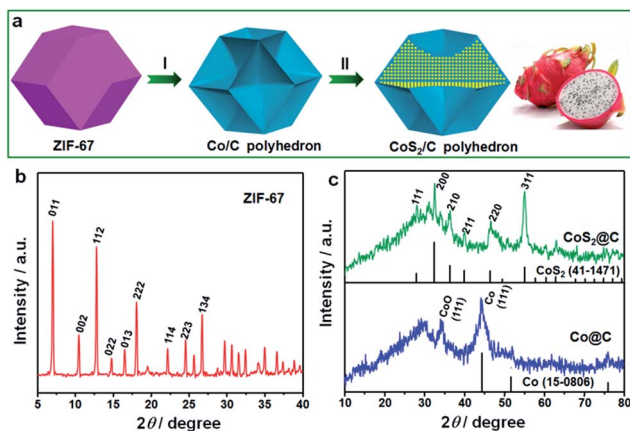 a
I
II
ZIF-67
Co/C polyhedron
CoS₂/C polyhedron
b
ZIF-67
011
002
112
022
013
222
114
223
134
Intensity / a.u.
5 10 15 20 25 30 35 40
2θ/ degree
c
111
200
210
211
220
311
CoS₂@C
CoS₂ (41-1471)
CoO (111)
Co (111)
Co@C
Co (15-0806)
Intensity / a.u.
10 20 30 40 50 60 70 80
2θ/ degree